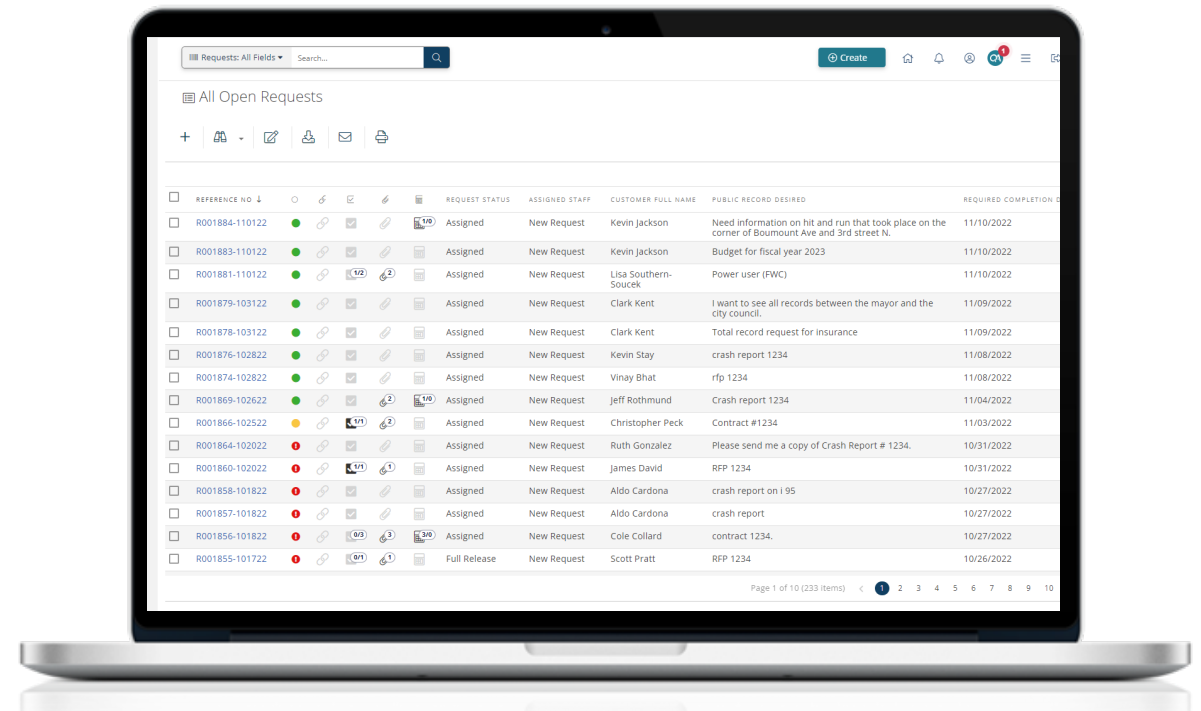 Requests: All Fields Search...
Create
1
All Open Requests
REFERENCE NO REQUEST STATUS ASSIGNED STAFF CUSTOMER FULL NAME PUBLIC RECORD DESIRED REQUIRED COMPLETION D
R001884-110122 1/0 Assigned New Request Kevin Jackson Need information on hit and run that took place on the 11/10/2022
corner of Boumount Ave and 3rd street N.
R001883-110122 Assigned New Request Kevin Jackson Budget for fiscal year 2023 11/10/2022
R001881-110122 1/2 2 Assigned New Request Lisa Southern- Power user (FWC) 11/10/2022
Soucek
R001879-103122 Assigned New Request Clark Kent I want to see all records between the mayor and the 11/09/2022
city council.
R001878-103122 Assigned New Request Clark Kent Total record request for insurance 11/09/2022
R001876-102822 Assigned New Request Kevin Stay crash report 1234 11/08/2022
R001874-102822 Assigned New Request Vinay Bhat rfp 1234 11/08/2022
R001869-102622 2 1/0 Assigned New Request Jeff Rothmund Crash report 1234 11/04/2022
R001866-102522 1/1 2 Assigned New Request Christopher Peck Contract #1234 11/03/2022
R001864-102022 Assigned New Request Ruth Gonzalez Please send me a copy of Crash Report # 1234. 10/31/2022
R001860-102022 1/1 1 Assigned New Request James David RFP 1234 10/31/2022
R001858-101822 Assigned New Request Aldo Cardona crash report on i 95 10/27/2022
R001857-101822 Assigned New Request Aldo Cardona crash report 10/27/2022
R001856-101822 0/3 3 3/0 Assigned New Request Cole Collard contract 1234. 10/27/2022
R001855-101722 0/1 1 Full Release New Request Scott Pratt RFP 1234 10/26/2022
Page 1 of 10 (233 items) 1 2 3 4 5 6 7 8 9 10